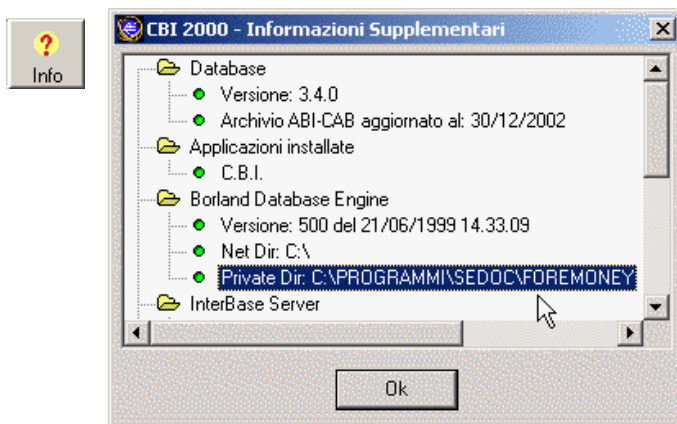 ?
Info
CBI 2000 - Informazioni Supplementari
Database
Versione: 3.4.0
Archivio ABI-CAB aggiornato al: 30/12/2002
Applicazioni installate
C.B.I.
Borland Database Engine
Versione: 500 del 21/06/1999 14.33.09
Net Dir: C:\
Private Dir: C:\PROGRAMMI\SEDOC\FOREMONEY
InterBase Server
Ok